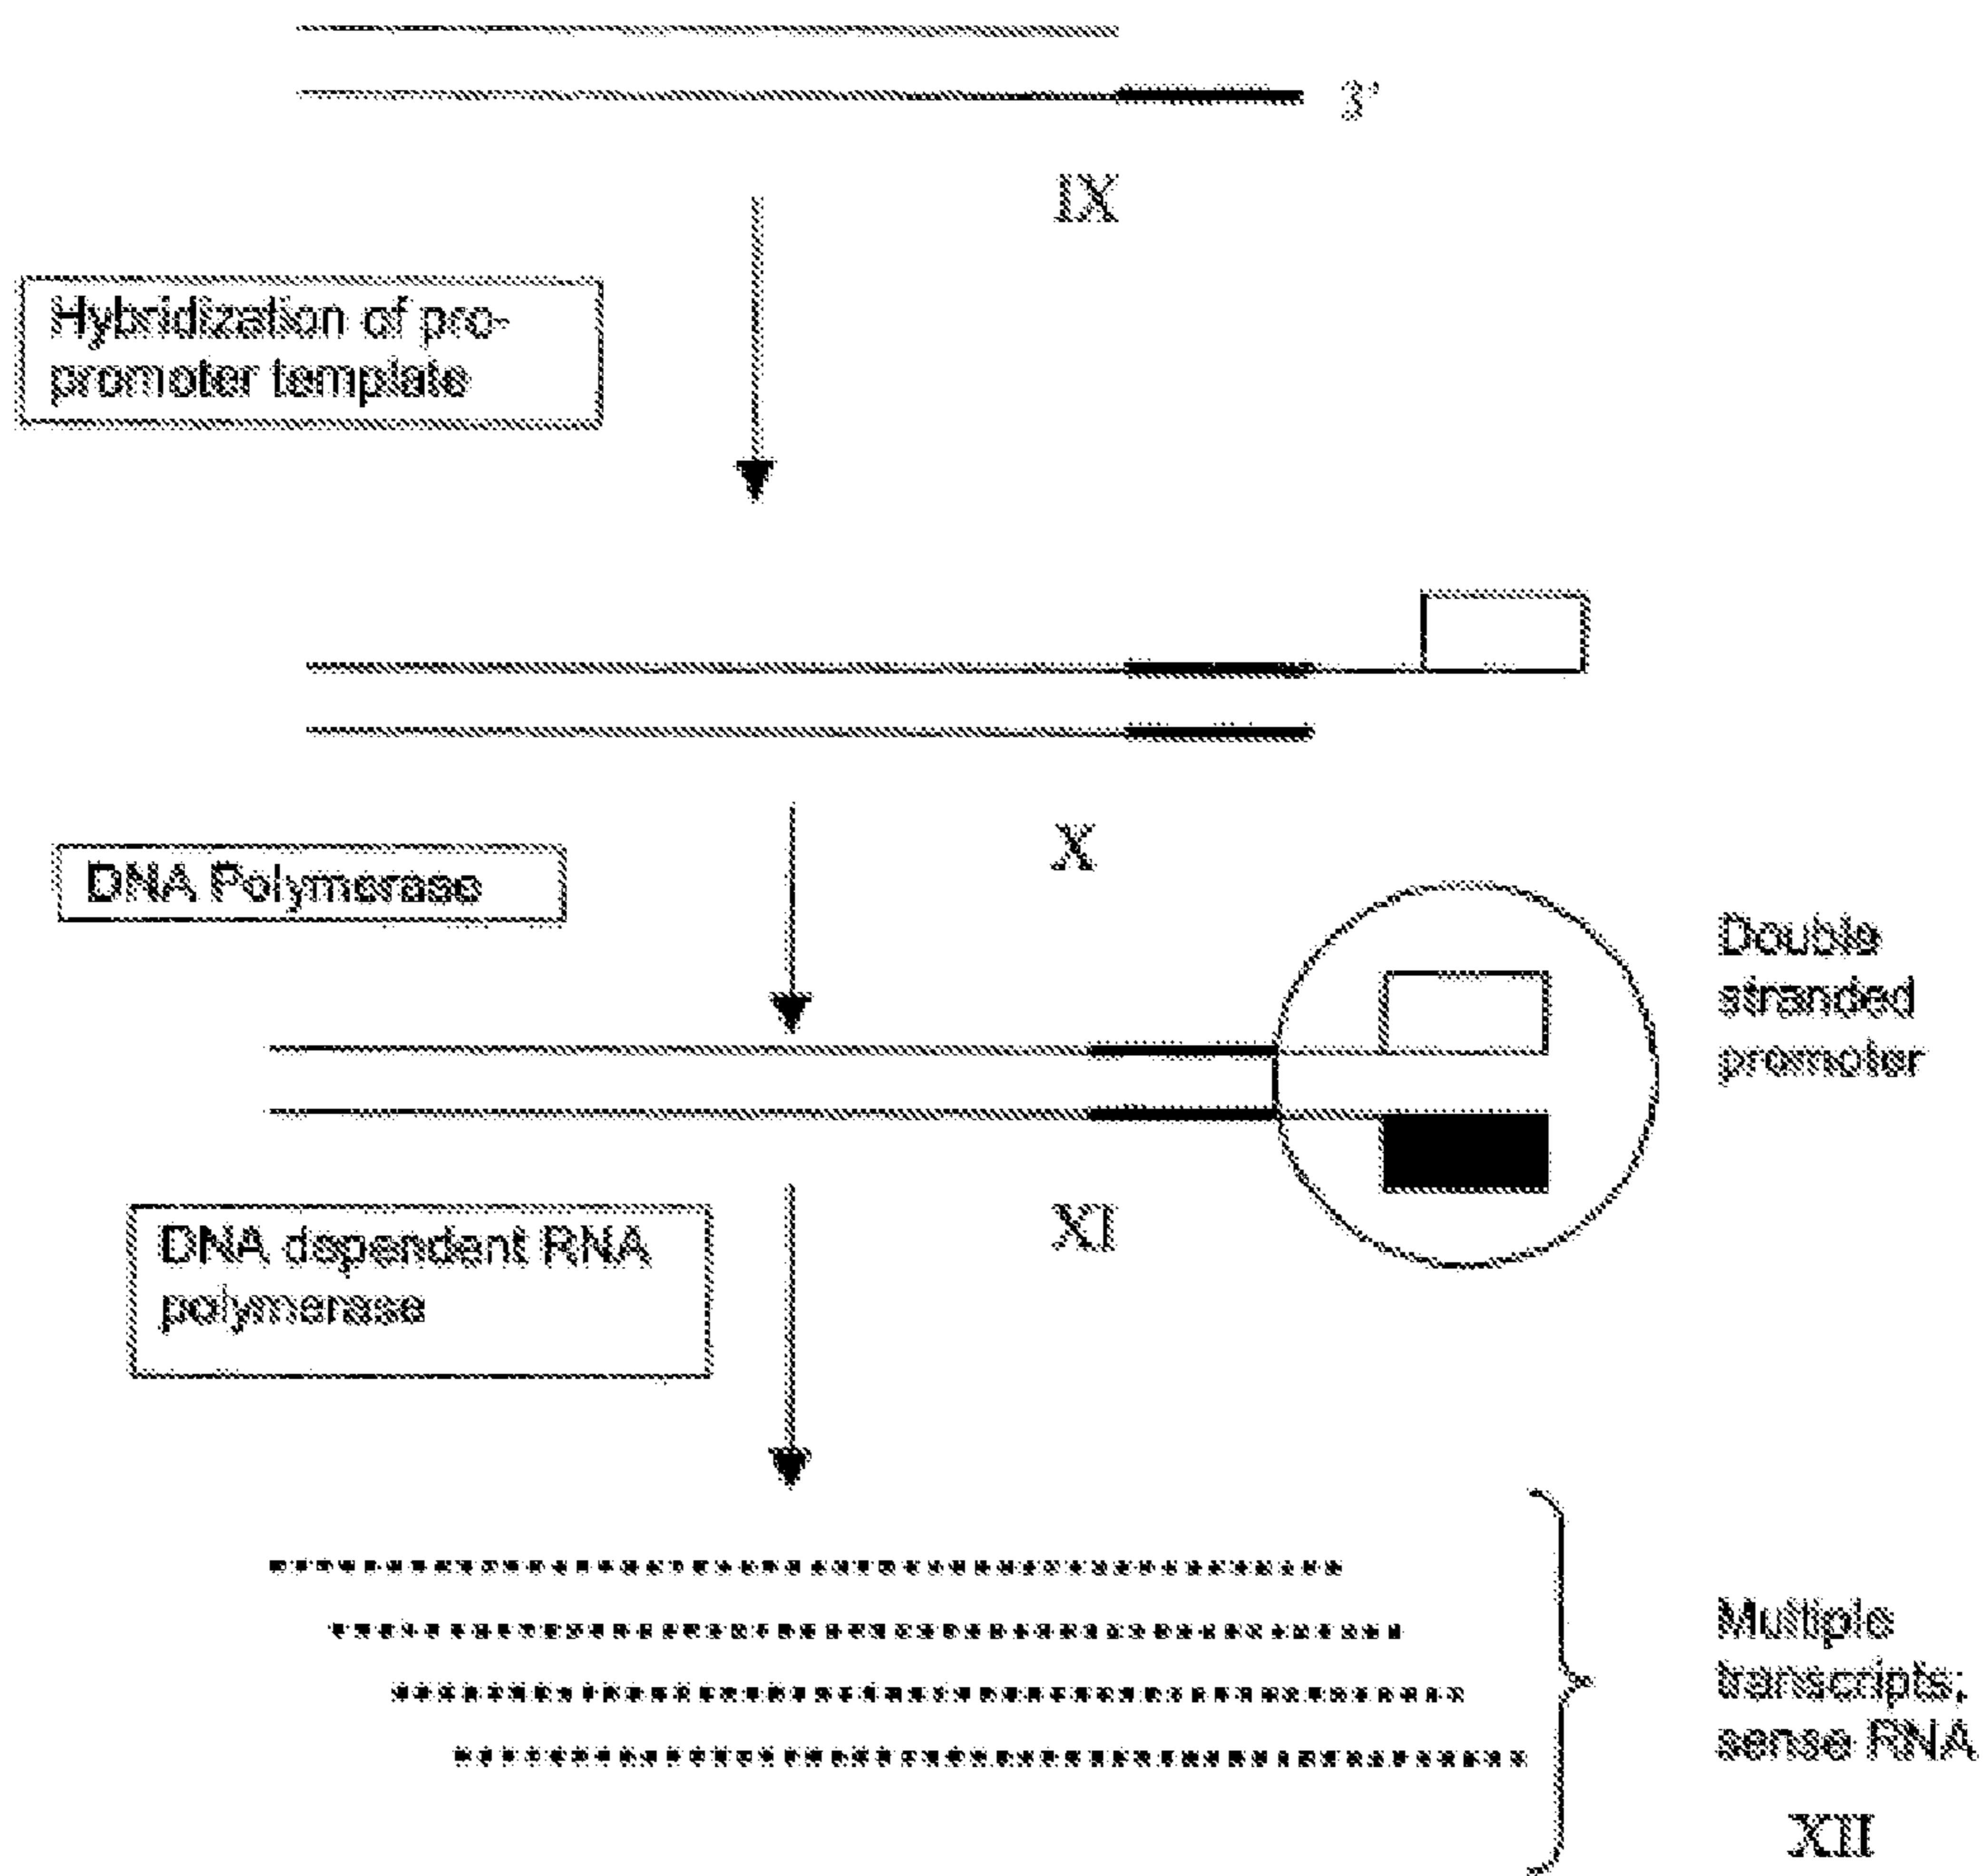 3'
IX
Hybridization of pro-
promoter template
X
DNA Polymerase
Double
stranded
promoter
XI
DNA dependent RNA
polymerase
Multiple
transcripts;
sense RNA
XII